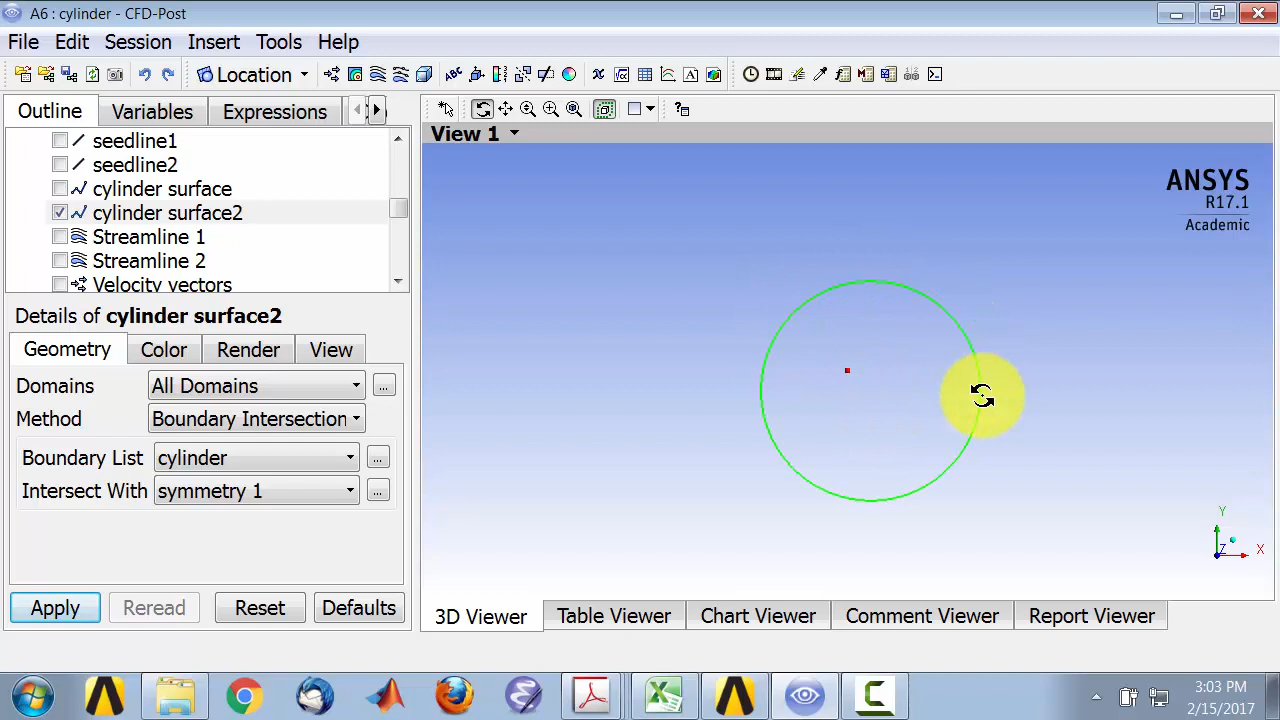 A6 : cylinder - CFD-Post
File Edit Session Insert Tools Help
Location
Outline Variables Expressions
View 1
seedline1
seedline2
cylinder surface
cylinder surface2
Streamline 1
Streamline 2
Velocity vectors
ANSYS
R17.1
Academic
Details of cylinder surface2
Geometry Color Render View
Domains All Domains ...
Method Boundary Intersection
Boundary List cylinder ...
Intersect With symmetry 1 ...
Y
Z X
Apply Reread Reset Defaults
3D Viewer Table Viewer Chart Viewer Comment Viewer Report Viewer
3:03 PM
2/15/2017